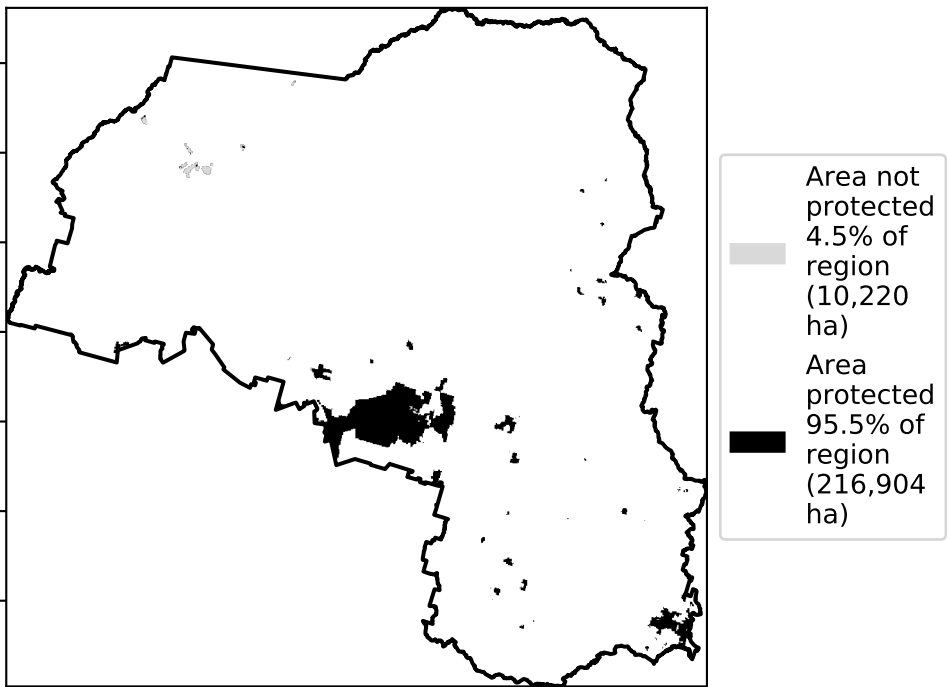 Area not
protected
4.5% of
region
(10,220
ha)
Area
protected
95.5% of
region
(216,904
ha)